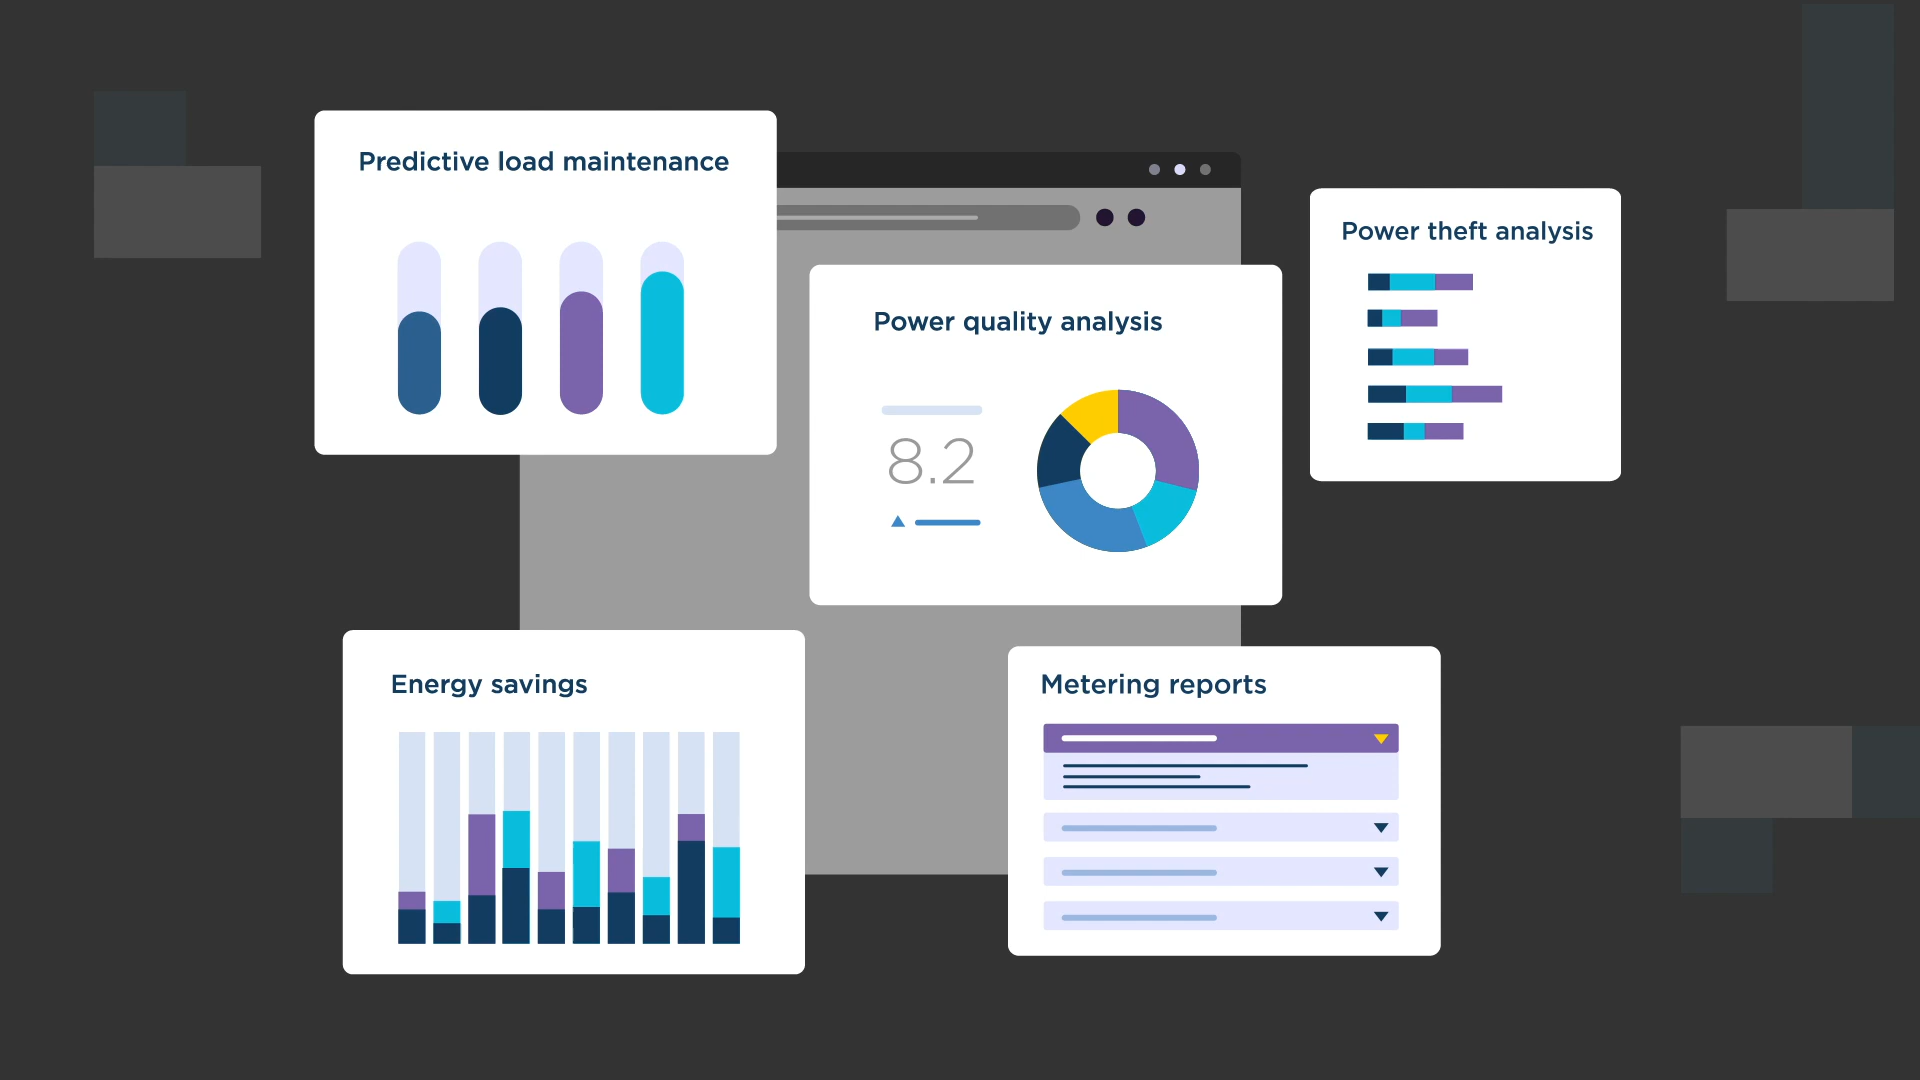 Predictive load maintenance
Power theft analysis
Power quality analysis
8.2
Energy savings
Metering reports